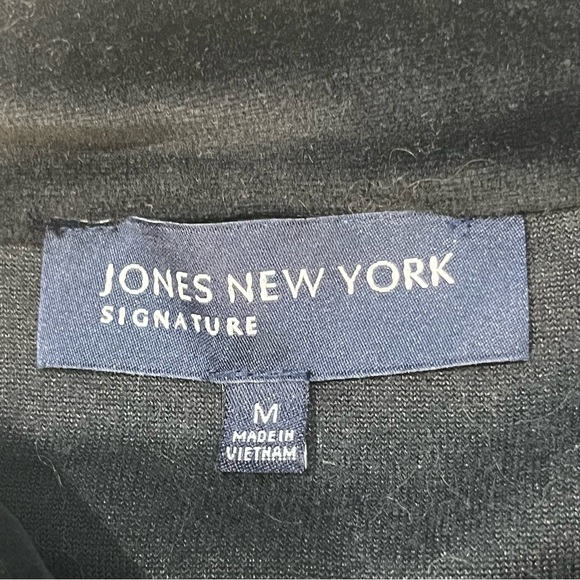 JONES NEW YORK
SIGNATURE
M
MADE IN
VIETNAM